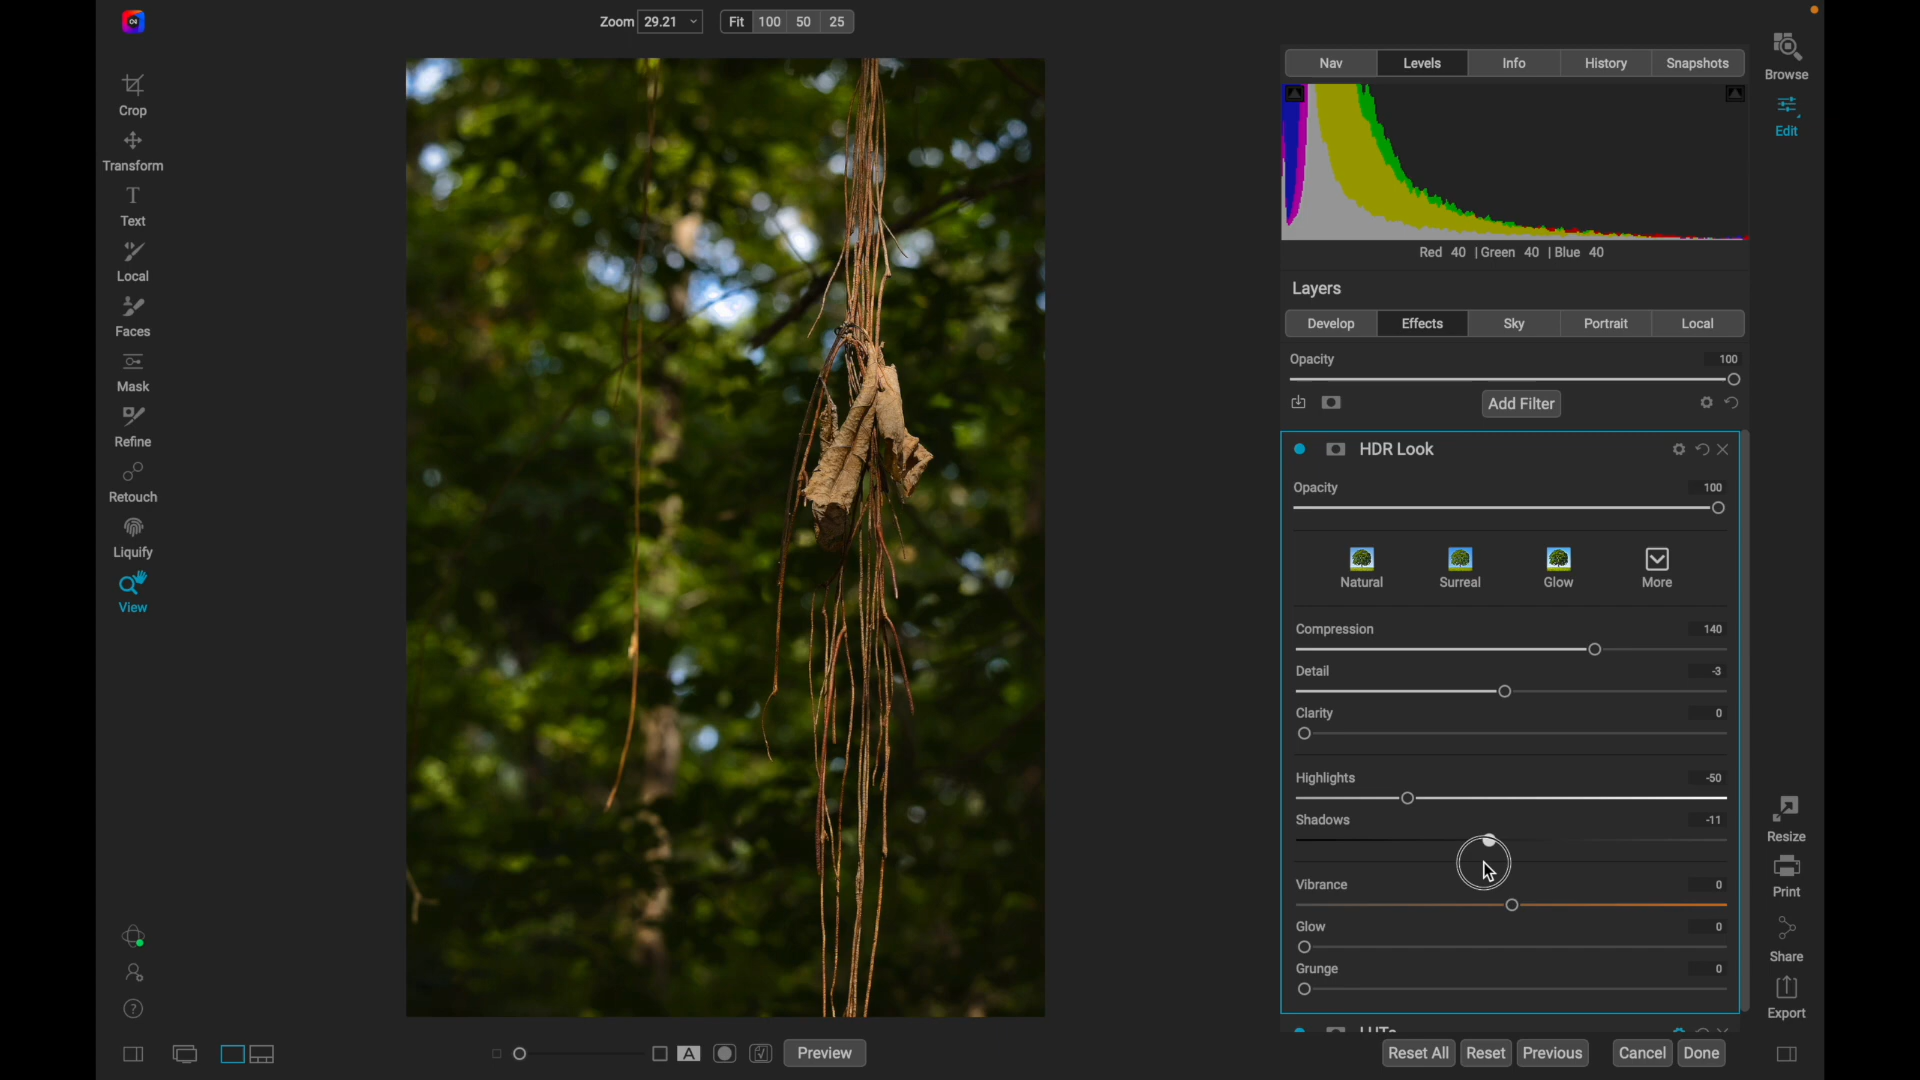 Zoom 29.21 Fit 100 50 25
Nav Levels Info History Snapshots
Browse
Edit
Crop
Transform
Text
Local
Faces
Mask
Refine
Retouch
Liquify
View
Red 40 | Green 40 | Blue 40
Layers
Develop Effects Sky Portrait Local
Opacity 100
Add Filter
HDR Look
Opacity 100
Natural Surreal Glow More
Compression 140
Detail -3
Clarity 0
Highlights -50
Shadows -11
Vibrance 0
Glow 0
Grunge 0
LUTs
Resize
Print
Share
Export
A Preview
Reset All Reset Previous Cancel Done